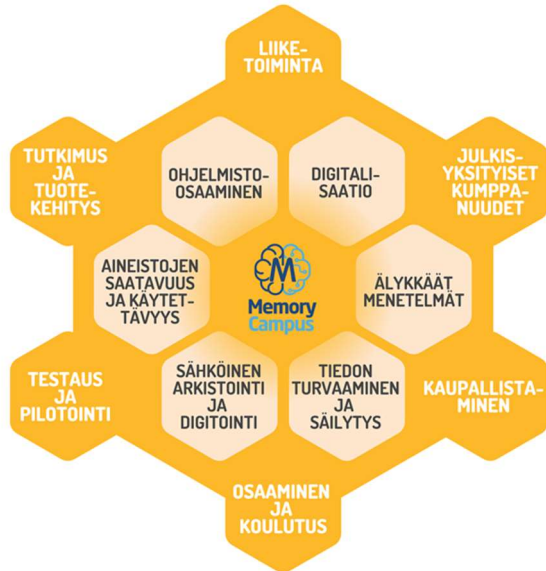 LIIKE-
TOIMINTA
TUTKIMUS
JA
TUOTE-
KEHITYS
OHJELMISTO-
OSAAMINEN
DIGITALI-
SAATIO
JULKIS-
YKSITYISET
KUMPPA-
NUUDET
AINEISTOJEN
SAATAVUUS
JA KÄYTET-
TÄVYYS
M
Memory
Campus
ÄLYKKÄÄT
MENETELMÄT
TESTAUS
JA
PILOTOINTI
SÄHKÖINEN
ARKISTOINTI
JA
DIGITOINTI
TIEDON
TURVAAMINEN
JA
SÄILYTYS
KAUPALLISTA-
MINEN
OSAAMINEN
JA
KOULUTUS